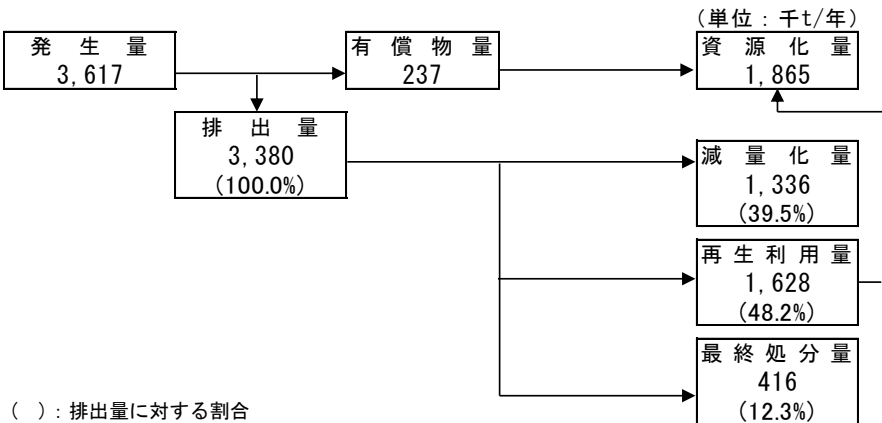 （単位：千t/年）
発生量
3,617
有償物量
237
資源化量
1,865
排出量
3,380
(100.0%)
減量化量
1,336
(39.5%)
再生利用量
1,628
(48.2%)
最終処分量
416
(12.3%)
（　）：排出量に対する割合